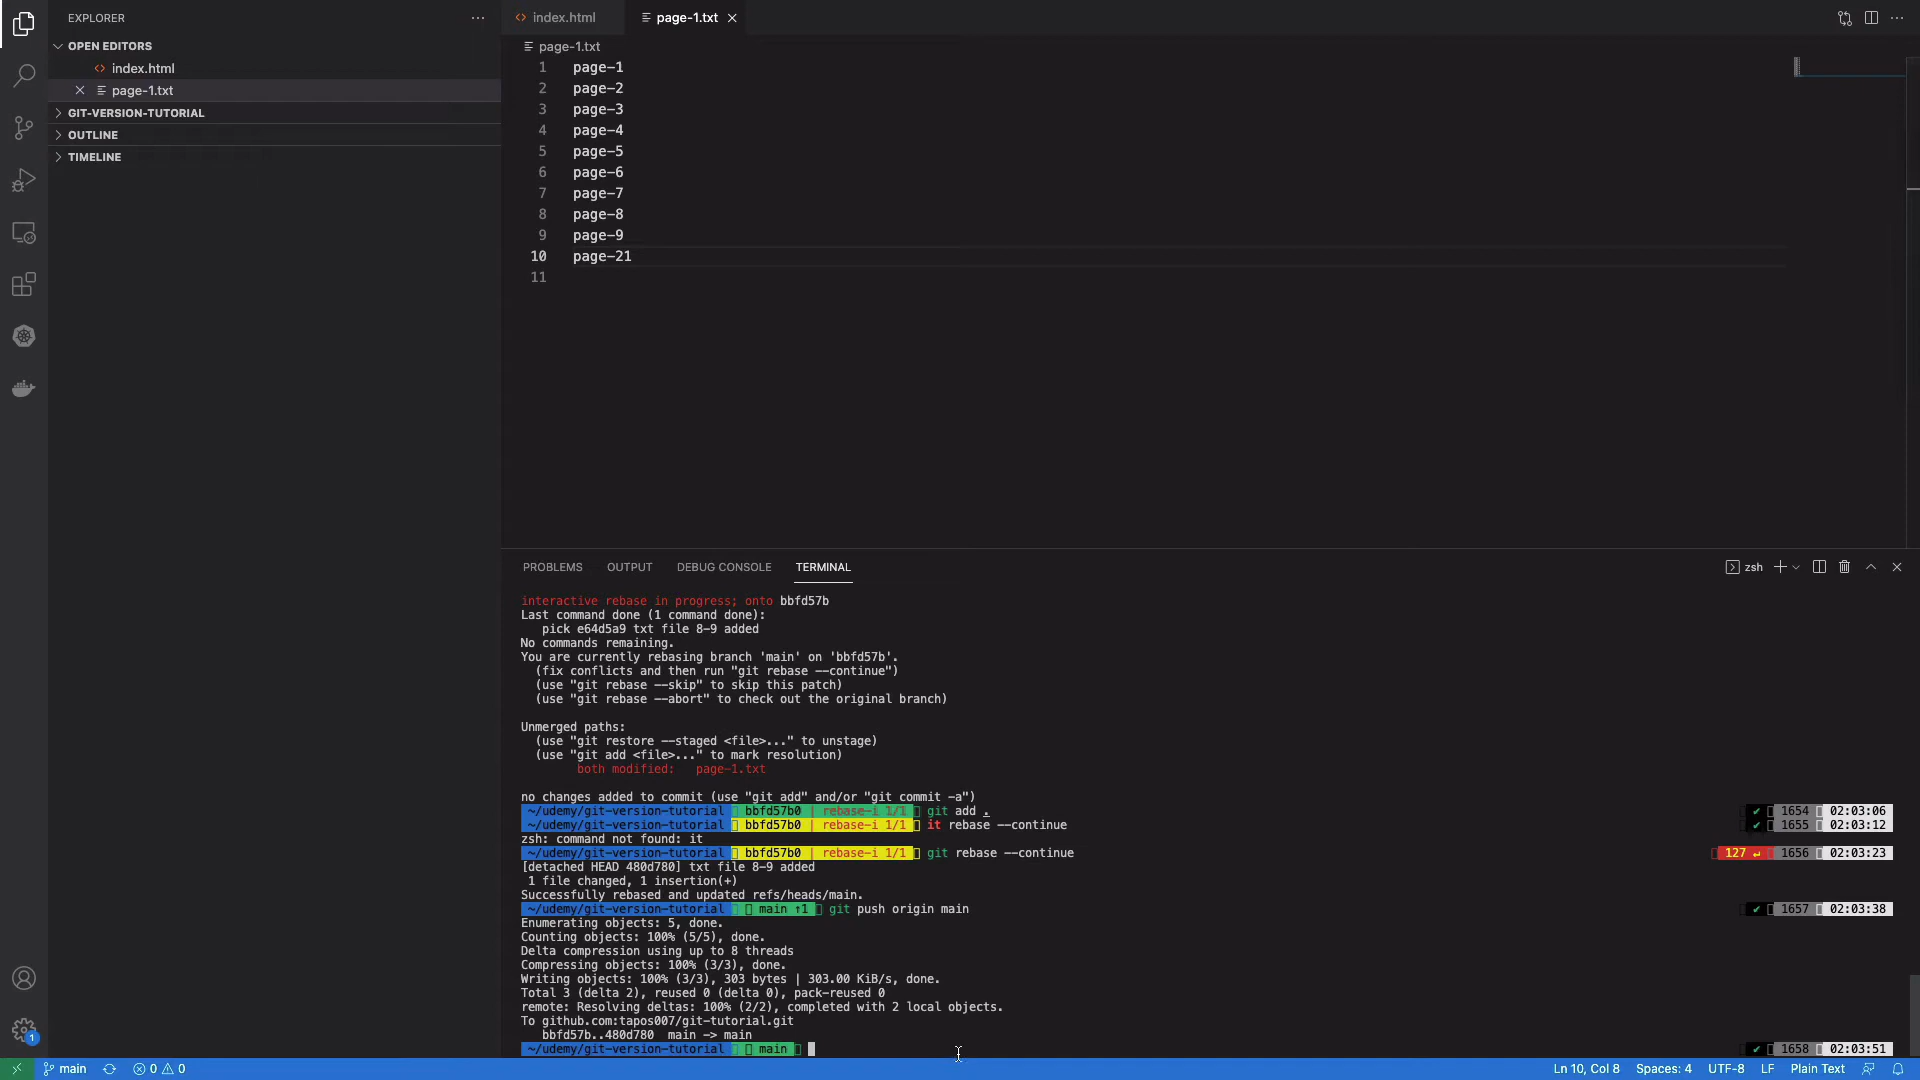 EXPLORER
index.html
page-1.txt
OPEN EDITORS
index.html
page-1.txt
GIT-VERSION-TUTORIAL
OUTLINE
TIMELINE
page-1.txt
1 page-1
2 page-2
3 page-3
4 page-4
5 page-5
6 page-6
7 page-7
8 page-8
9 page-9
10 page-21
11
PROBLEMS OUTPUT DEBUG CONSOLE TERMINAL zsh
interactive rebase in progress; onto bbfd57b
Last command done (1 command done):
pick e64d5a9 txt file 8-9 added
No commands remaining.
You are currently rebasing branch 'main' on 'bbfd57b'.
(fix conflicts and then run "git rebase --continue")
(use "git rebase --skip" to skip this patch)
(use "git rebase --abort" to check out the original branch)
Unmerged paths:
(use "git restore --staged <file>..." to unstage)
(use "git add <file>..." to mark resolution)
both modified: page-1.txt
no changes added to commit (use "git add" and/or "git commit -a")
~/udemy/git-version-tutorial bbfd57b0 | rebase-i 1/1 git add . ✔ 1654 02:03:06
~/udemy/git-version-tutorial bbfd57b0 | rebase-i 1/1 it rebase --continue ✔ 1655 02:03:12
zsh: command not found: it
~/udemy/git-version-tutorial bbfd57b0 | rebase-i 1/1 git rebase --continue 127 ↵ 1656 02:03:23
[detached HEAD 480d780] txt file 8-9 added
1 file changed, 1 insertion(+)
Successfully rebased and updated refs/heads/main.
~/udemy/git-version-tutorial main ↑1 git push origin main ✔ 1657 02:03:38
Enumerating objects: 5, done.
Counting objects: 100% (5/5), done.
Delta compression using up to 8 threads
Compressing objects: 100% (3/3), done.
Writing objects: 100% (3/3), 303 bytes | 303.00 KiB/s, done.
Total 3 (delta 2), reused 0 (delta 0), pack-reused 0
remote: Resolving deltas: 100% (2/2), completed with 2 local objects.
To github.com:tapos007/git-tutorial.git
bbfd57b..480d780 main -> main
~/udemy/git-version-tutorial main ✔ 1658 02:03:51
1
main 0 0 Ln 10, Col 8 Spaces: 4 UTF-8 LF Plain Text